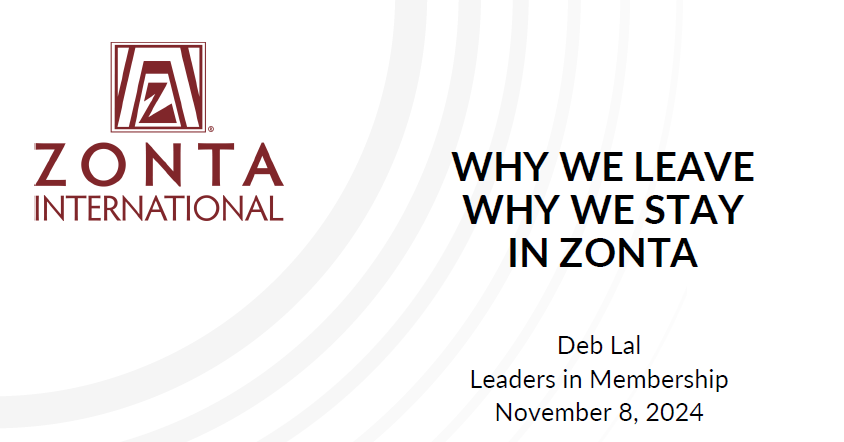 ZONTA
INTERNATIONAL
®
WHY WE LEAVE
WHY WE STAY
IN ZONTA
Deb Lal
Leaders in Membership
November 8, 2024